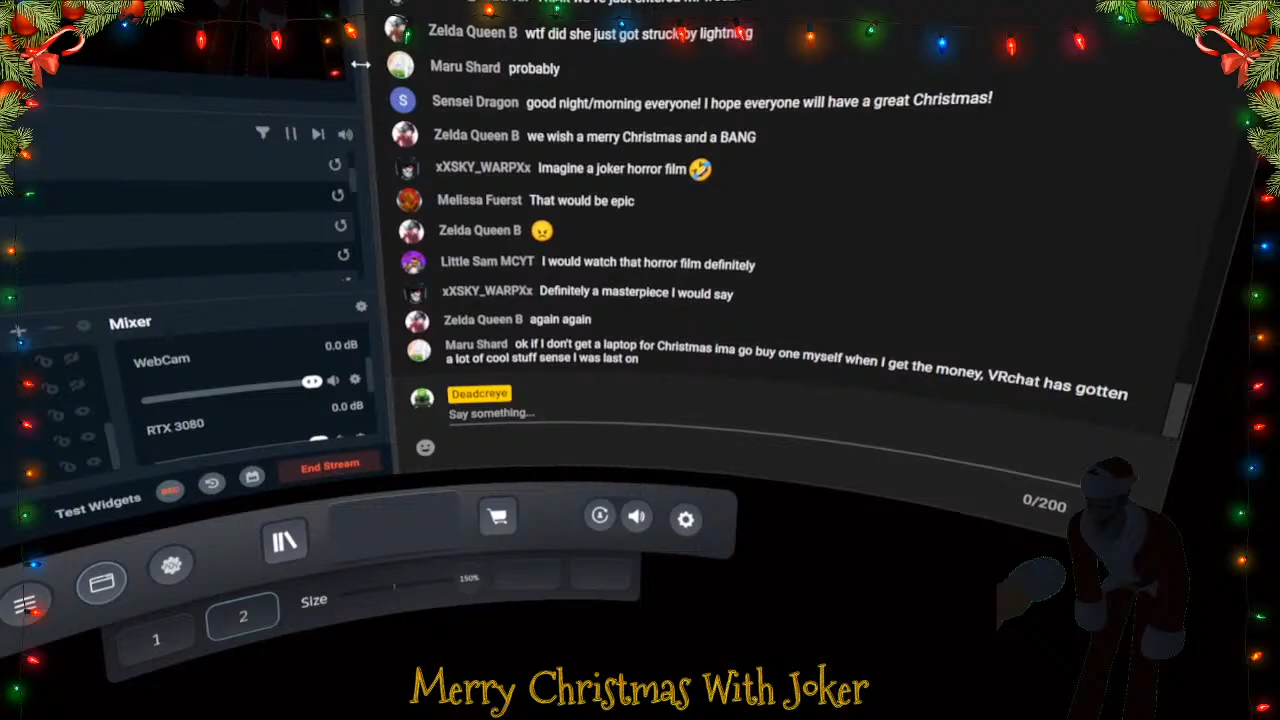 Zelda Queen B wtf did she just got struck by lightning
Maru Shard probably
S Sensei Dragon good night/morning everyone! I hope everyone will have a great Christmas!
Zelda Queen B we wish a merry Christmas and a BANG
xXSKY_WARPXx Imagine a joker horror film 🤣
Melissa Fuerst That would be epic
Zelda Queen B 😠
Little Sam MCYT I would watch that horror film definitely
xXSKY_WARPXx Definitely a masterpiece I would say
Zelda Queen B again again
Maru Shard ok if I don't get a laptop for Christmas ima go buy one myself when I get the money, VRchat has gotten
a lot of cool stuff sense I was last on
Deadcreye
Say something...
0/200
Mixer
WebCam 0.0 dB
RTX 3080 0.0 dB
Test Widgets REC End Stream
1 2 Size 150%
Merry Christmas With Joker